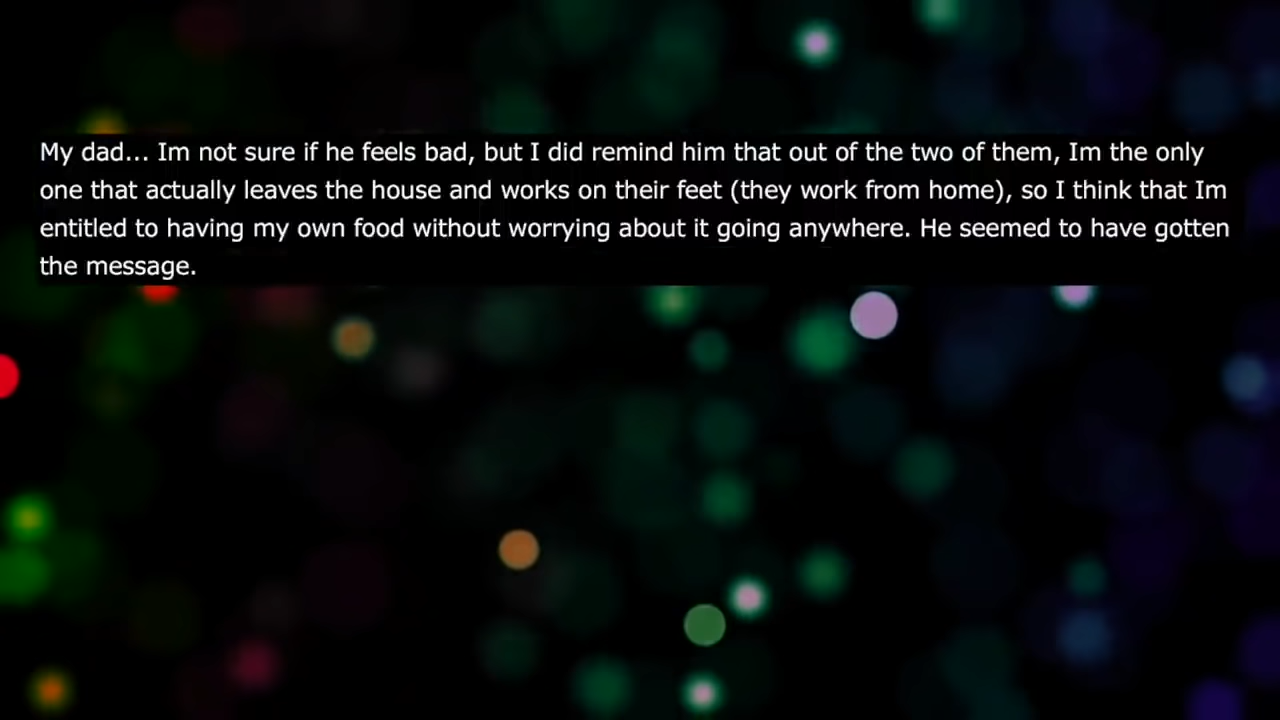 My dad... Im not sure if he feels bad, but I did remind him that out of the two of them, Im the only
one that actually leaves the house and works on their feet (they work from home), so I think that Im
entitled to having my own food without worrying about it going anywhere. He seemed to have gotten
the message.